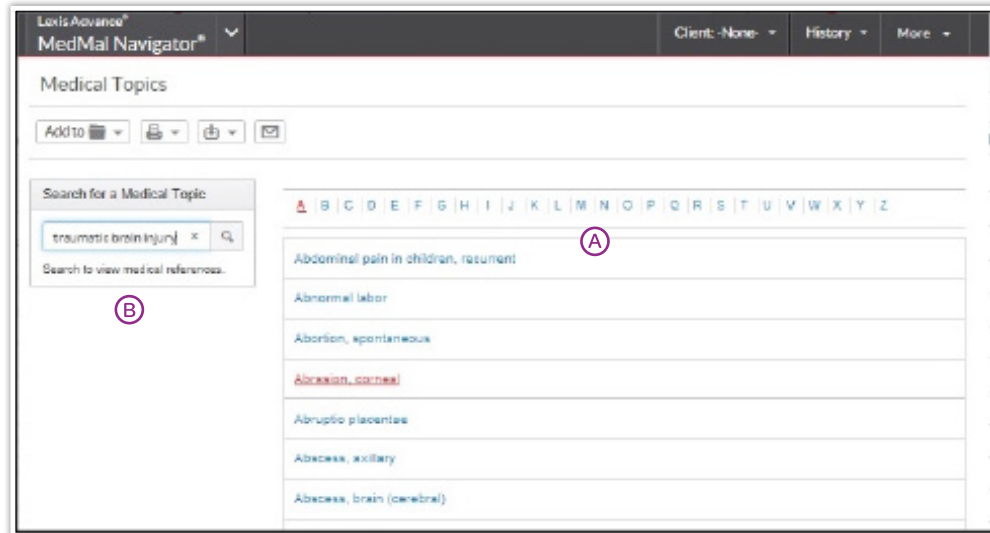 Lexis Advance®
MedMal Navigator®
Client: -None-
History
More
Medical Topics
Add to
Search for a Medical Topic
traumatic brain injury ×
Search to view medical references.
B
A | B | C | D | E | F | G | H | I | J | K | L | M | N | O | P | Q | R | S | T | U | V | W | X | Y | Z
A
Abdominal pain in children, recurrent
Abnormal labor
Abortion, spontaneous
Abrasion, corneal
Abruptio placentae
Abscess, axillary
Abscess, brain (cerebral)